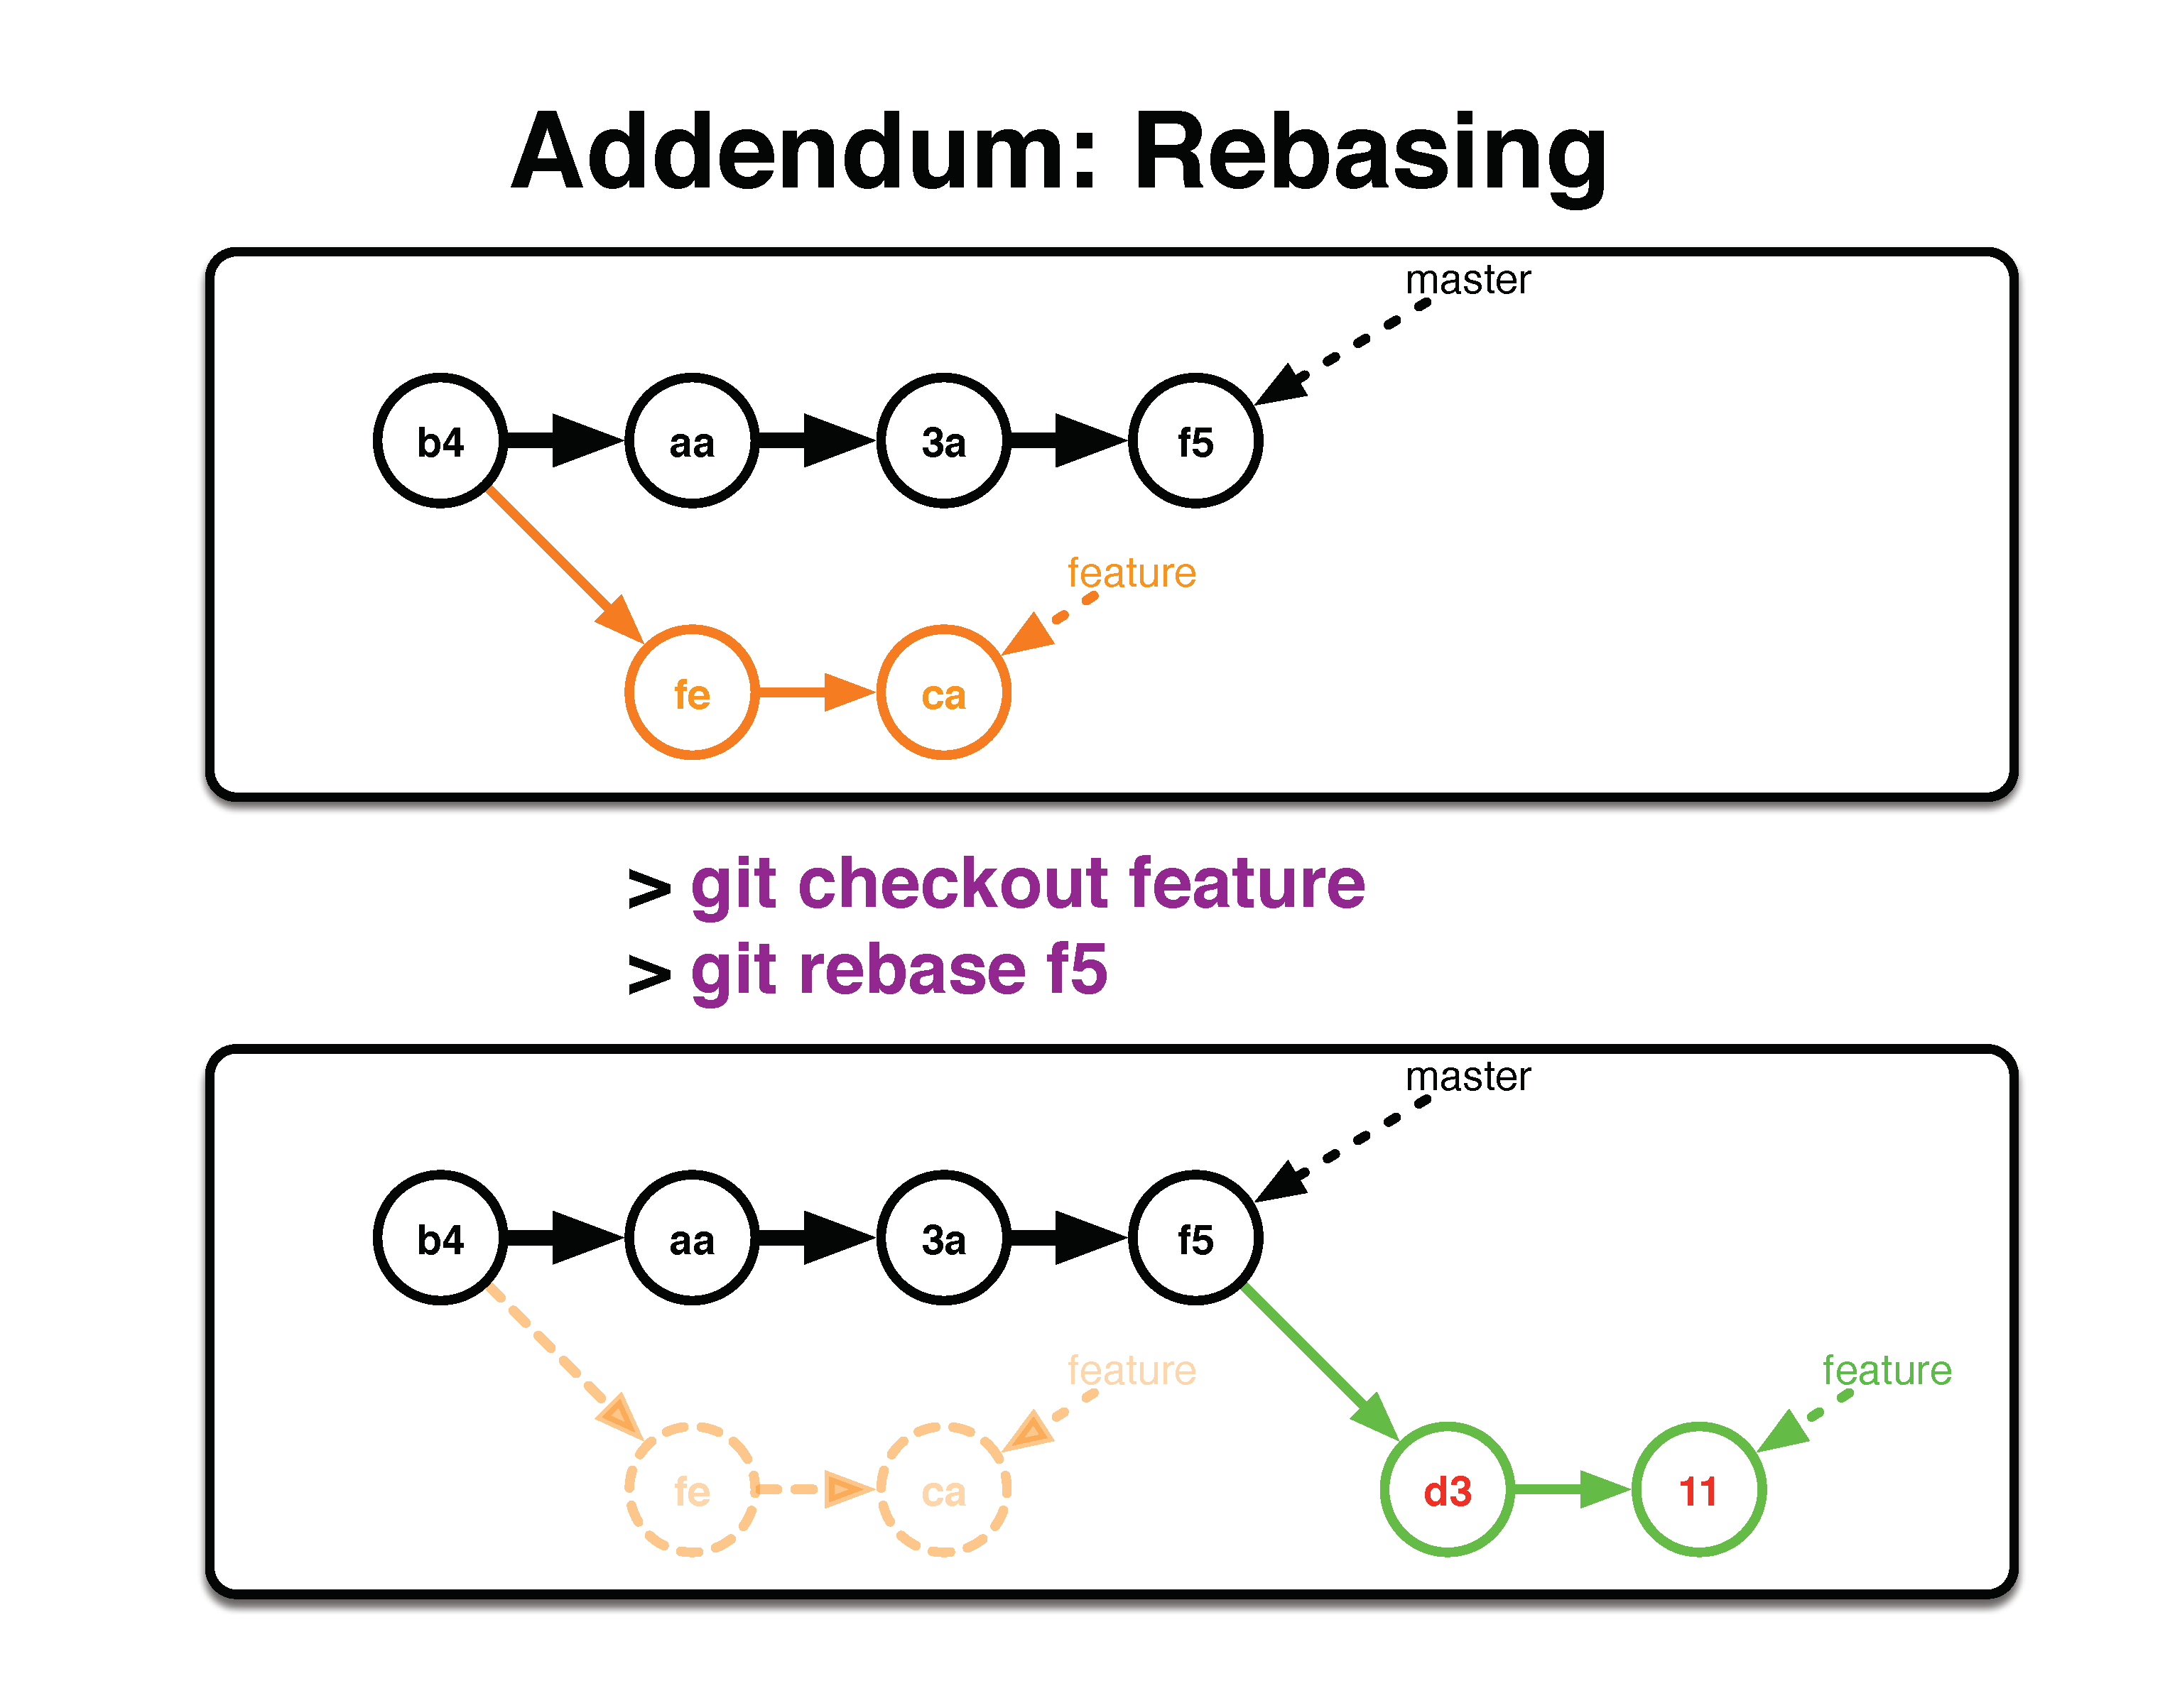 Addendum: Rebasing
master
b4 aa 3a f5
feature
fe ca
> git checkout feature
> git rebase f5
master
b4 aa 3a f5
feature feature
fe ca d3 11